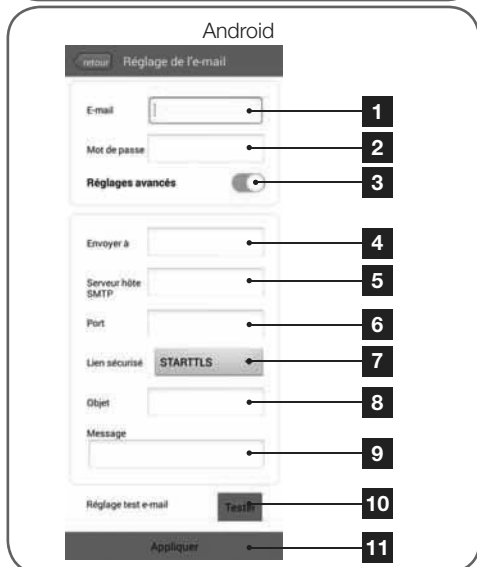 Android
retour Réglage de l'e-mail
E-mail 1
Mot de passe 2
Réglages avancés 3
Envoyer à 4
Serveur hôte
SMTP 5
Port 6
Lien sécurisé STARTTLS 7
Objet 8
Message
9
Réglage test e-mail Tester 10
Appliquer 11